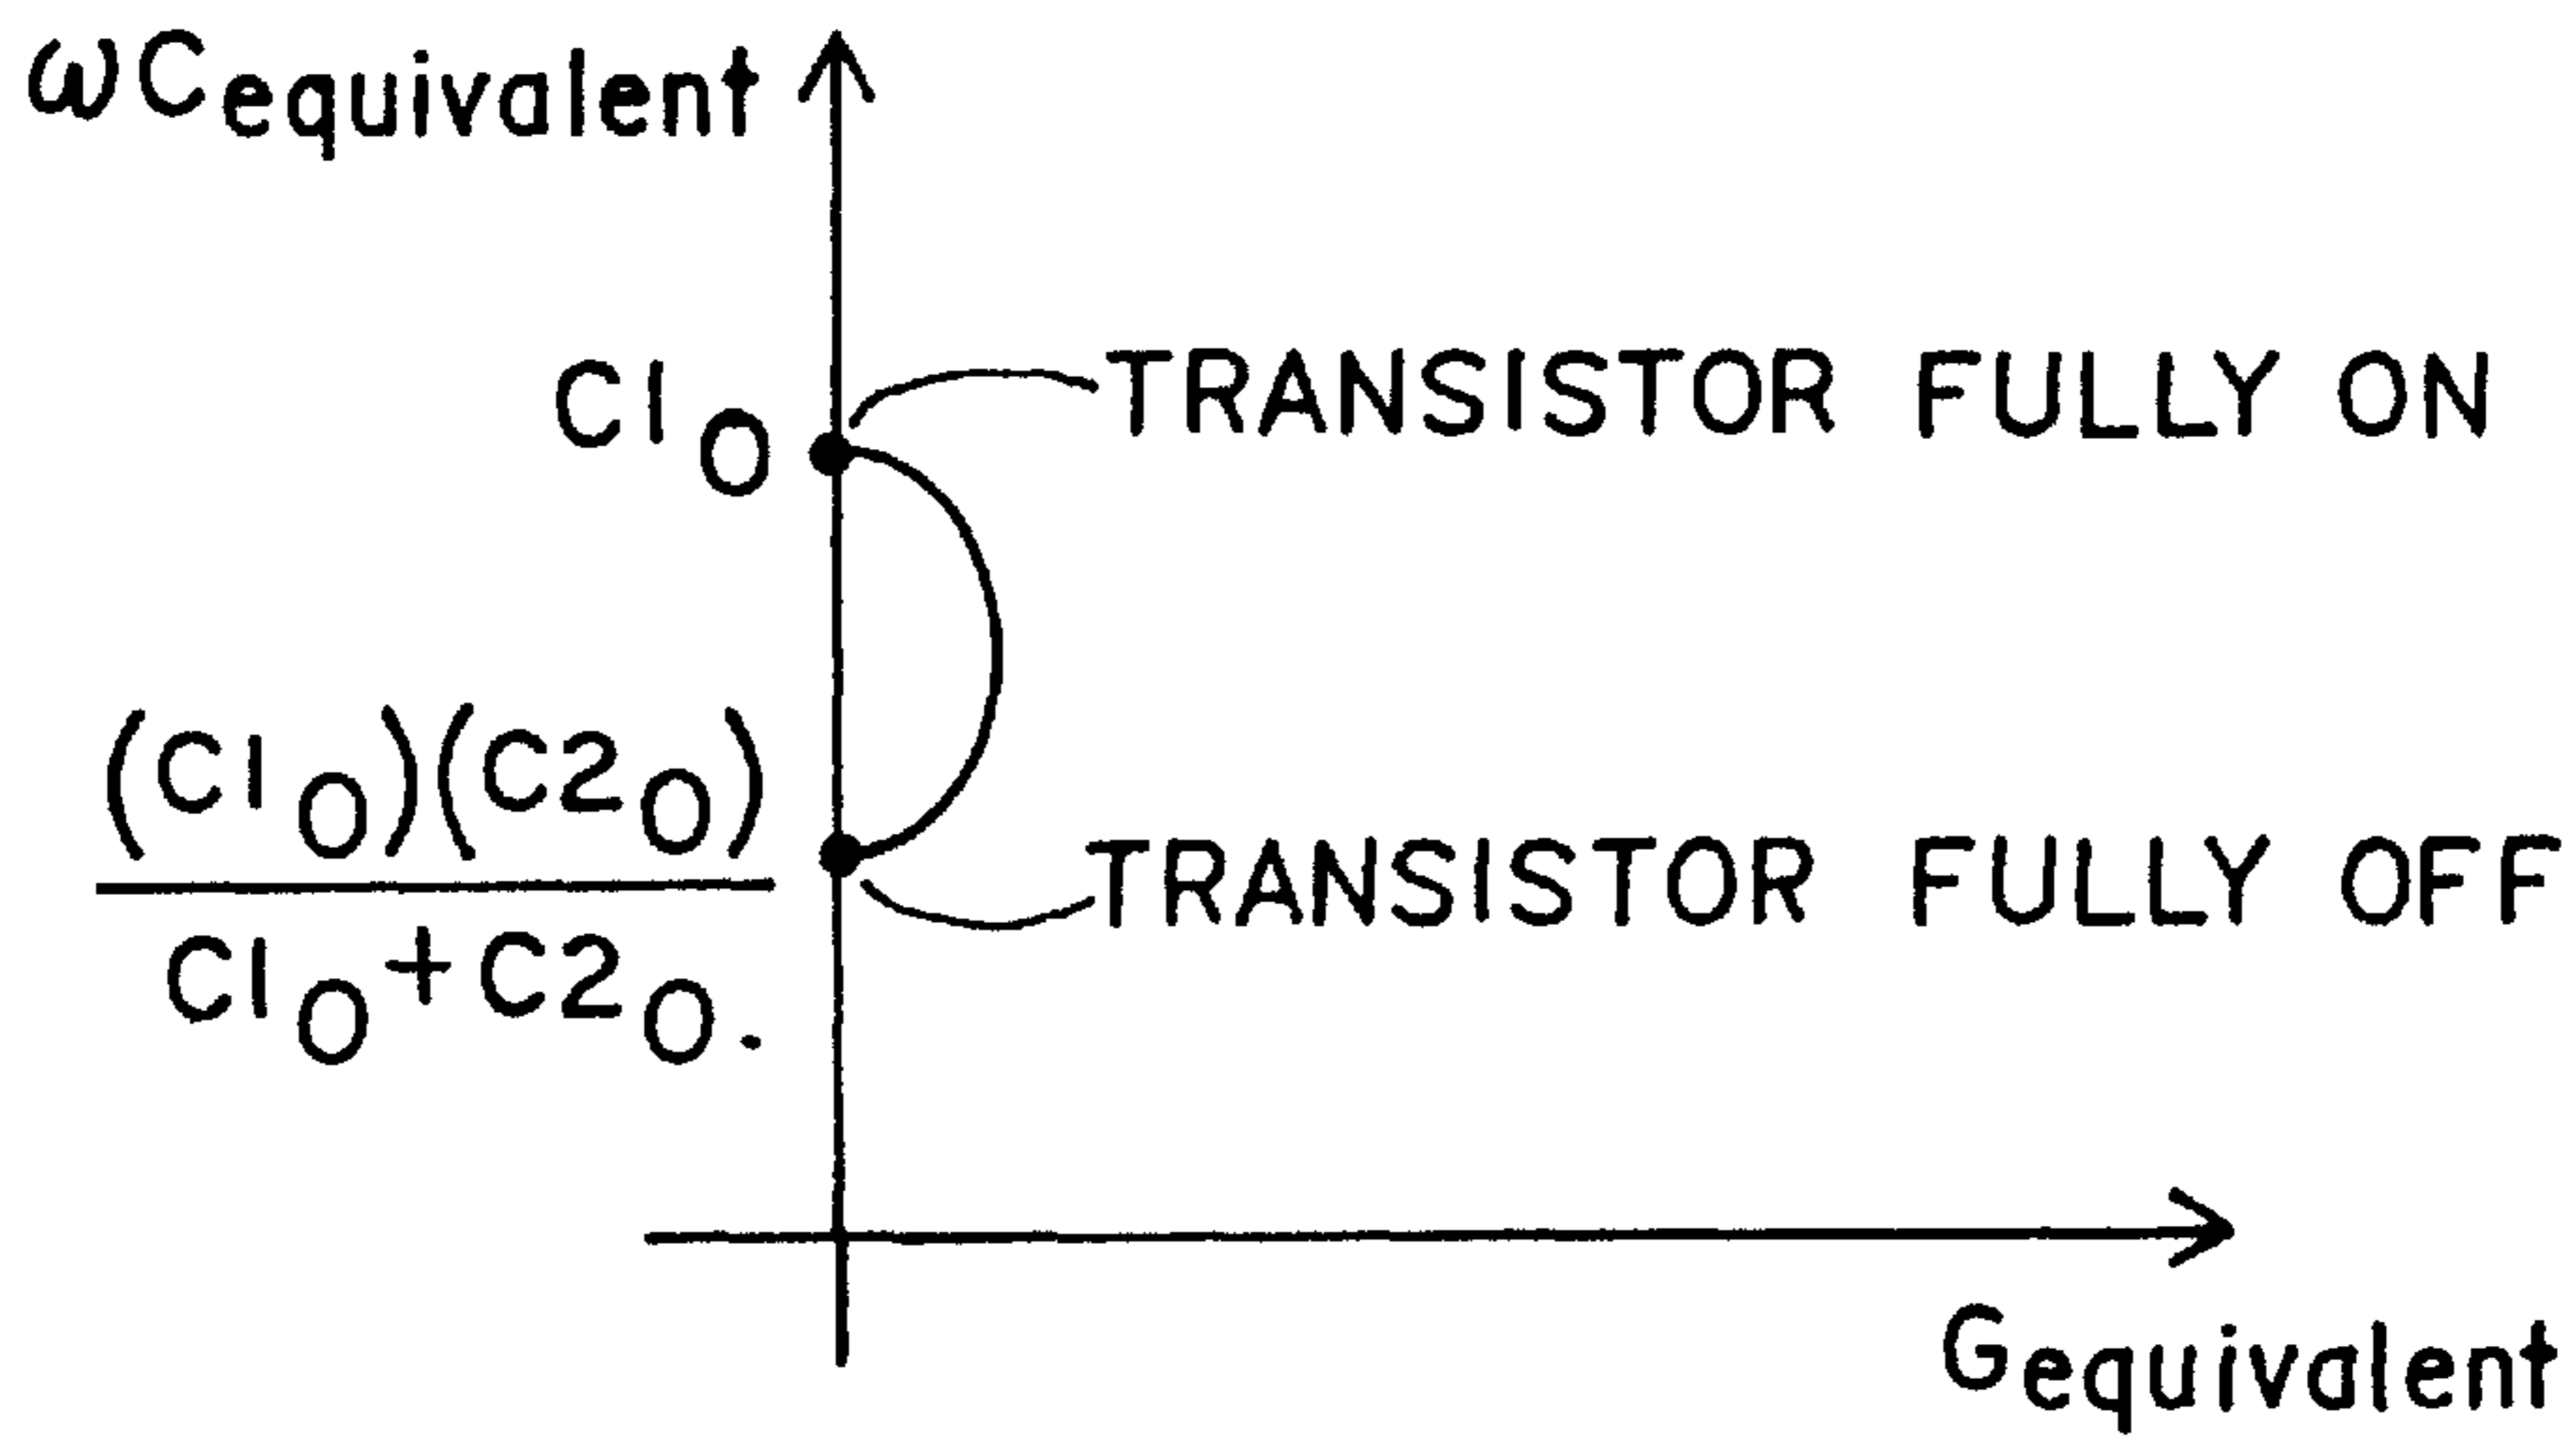 ωCequivalent
C1O TRANSISTOR FULLY ON
(C1O)(C2O)
C1O+C2O.
TRANSISTOR FULLY OFF
Gequivalent